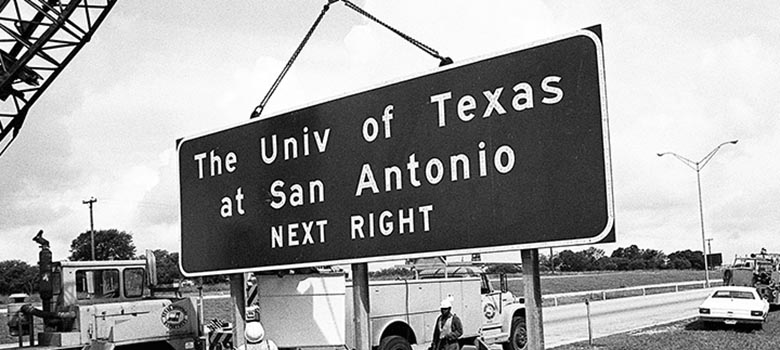 The Univ of Texas
at San Antonio
NEXT RIGHT